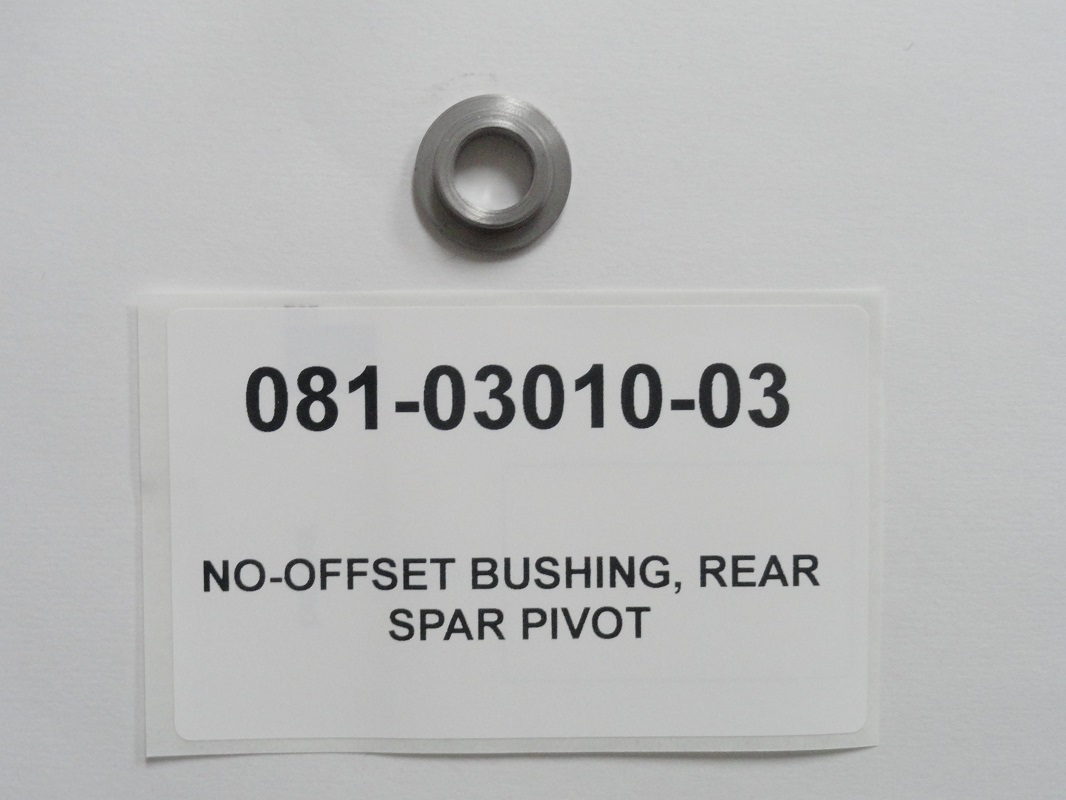 081-03010-03
NO-OFFSET BUSHING, REAR
SPAR PIVOT